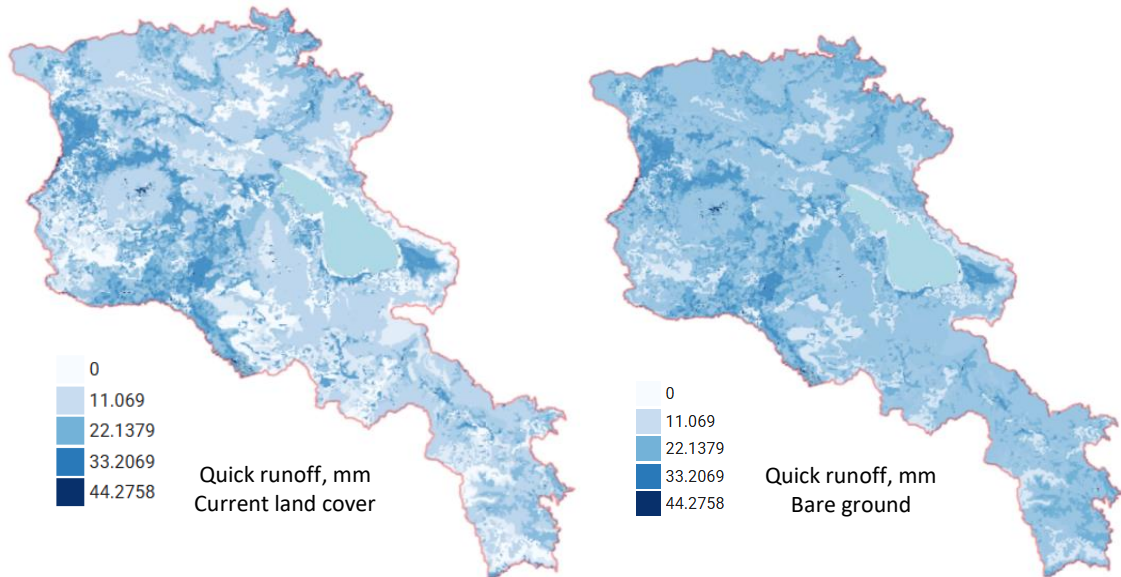 0
11.069
22.1379
33.2069
44.2758
Quick runoff, mm
Current land cover
0
11.069
22.1379
33.2069
44.2758
Quick runoff, mm
Bare ground